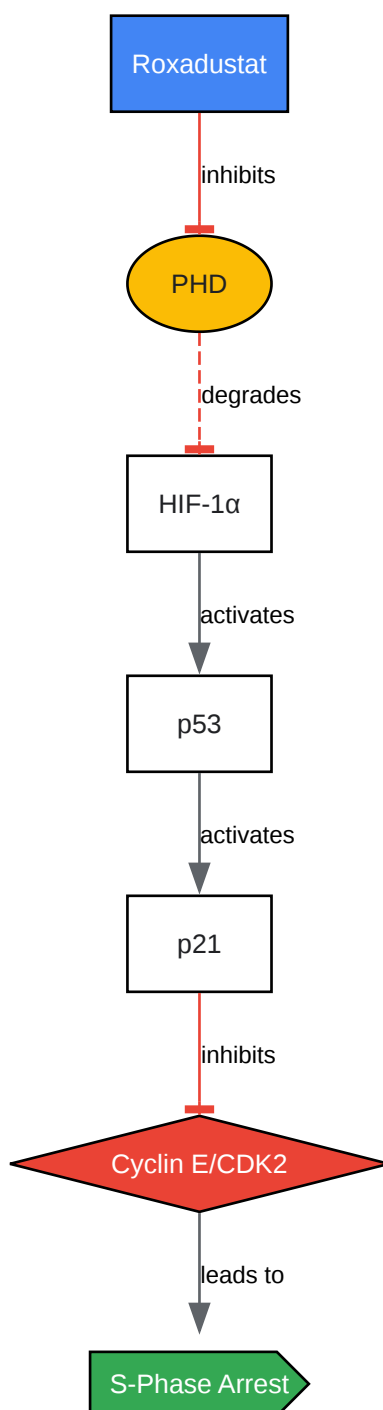 Roxadustat
inhibits
PHD
degrades
HIF-1α
activates
p53
activates
p21
inhibits
Cyclin E/CDK2
leads to
S-Phase Arrest